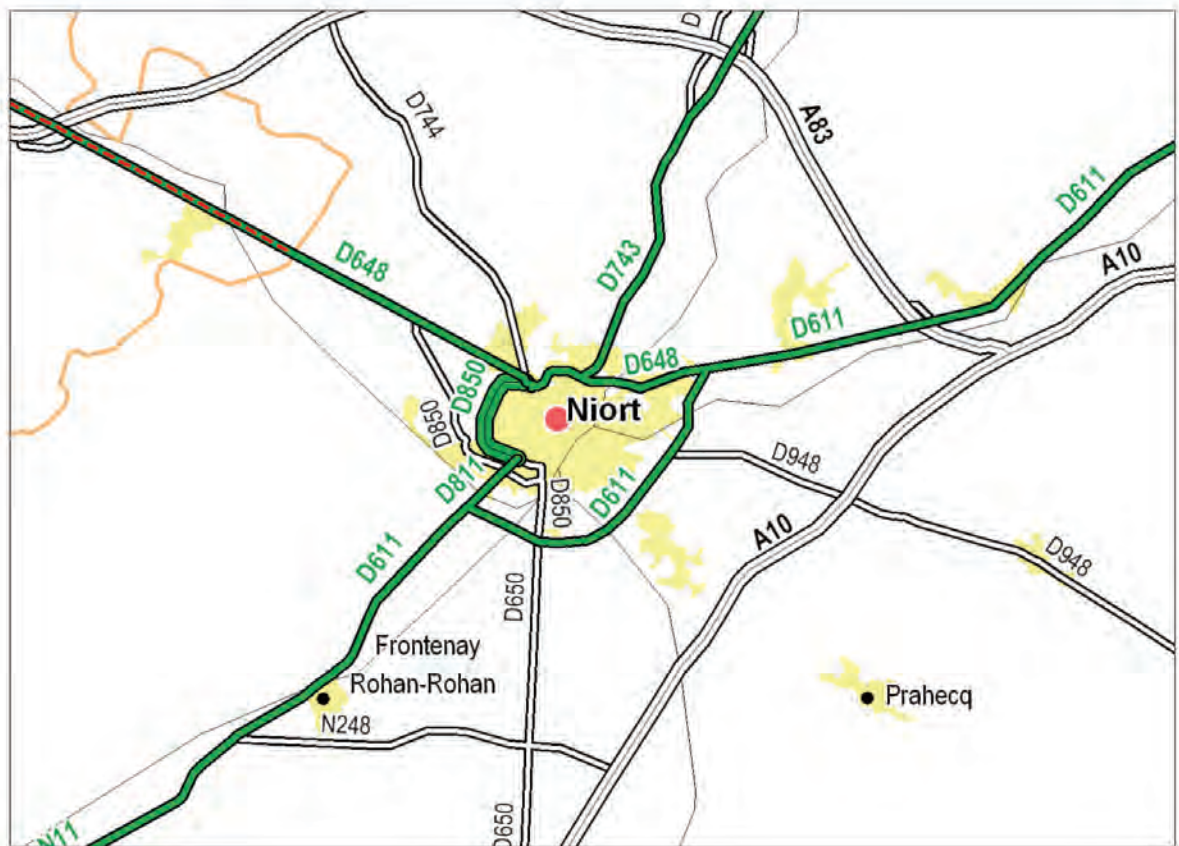 D
D744
A83
D611
A10
D648
D743
D611
D648
D850
Niort
D850
D811
D850
D611
D948
A10
D948
D611
D650
Frontenay
Rohan-Rohan
Prahecq
N248
D650
N11